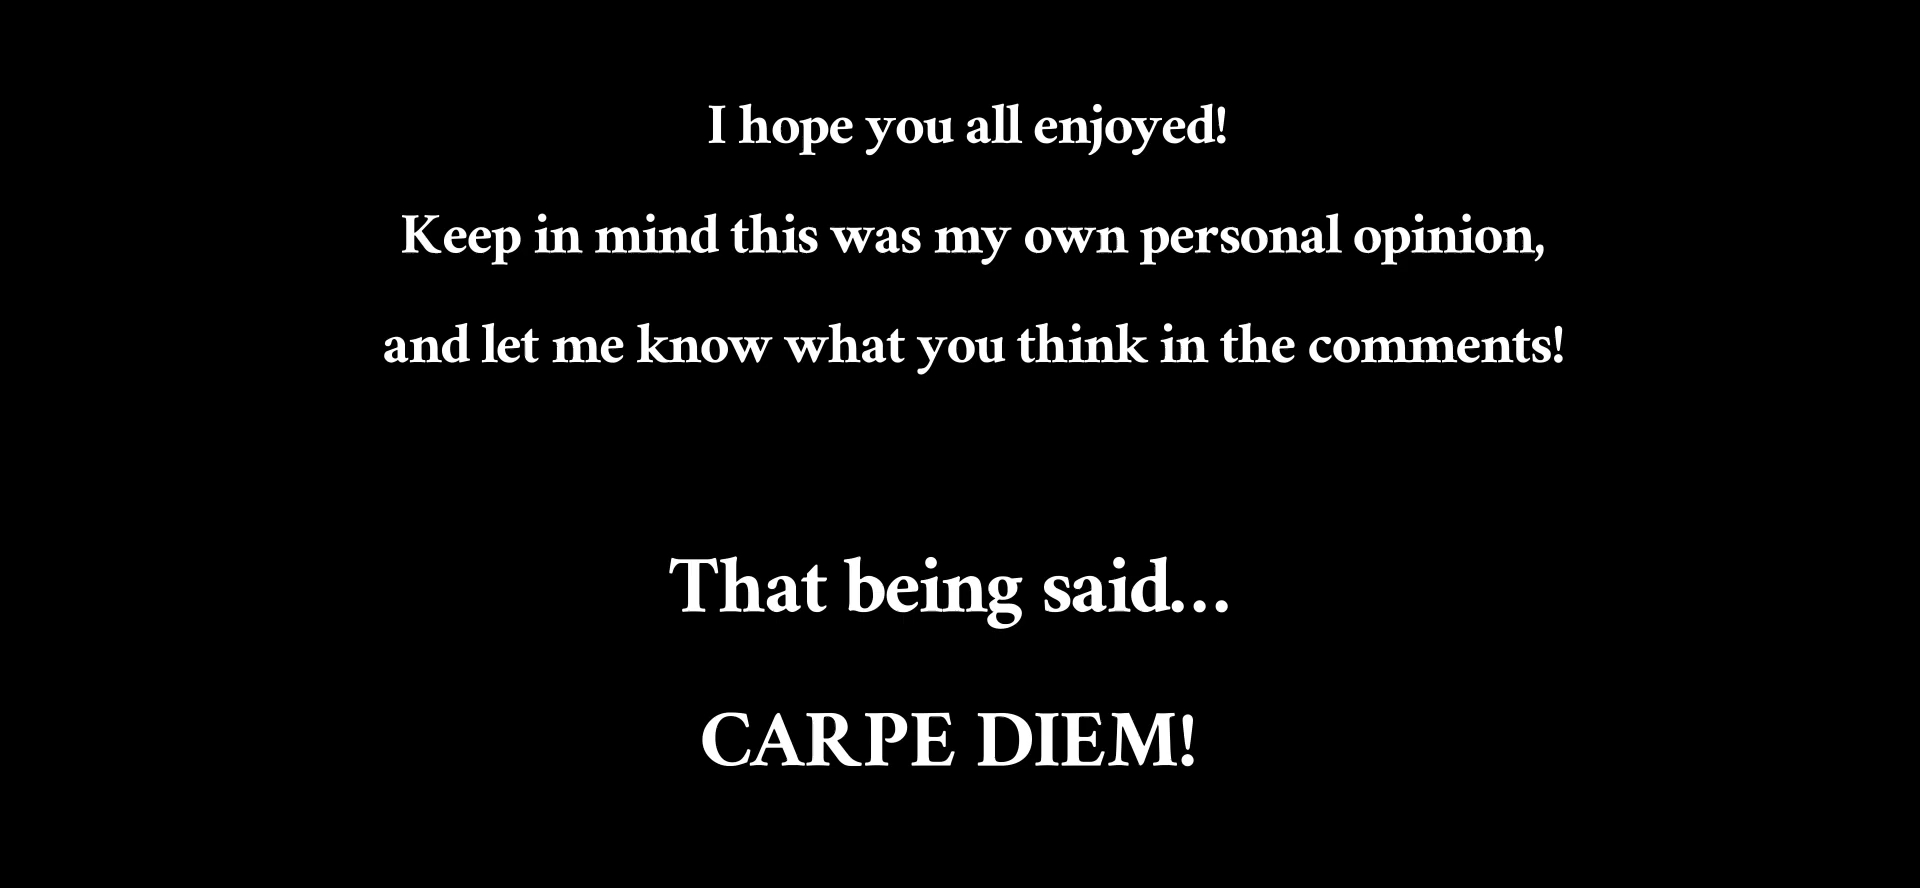 I hope you all enjoyed!
Keep in mind this was my own personal opinion,
and let me know what you think in the comments!
That being said...
CARPE DIEM!